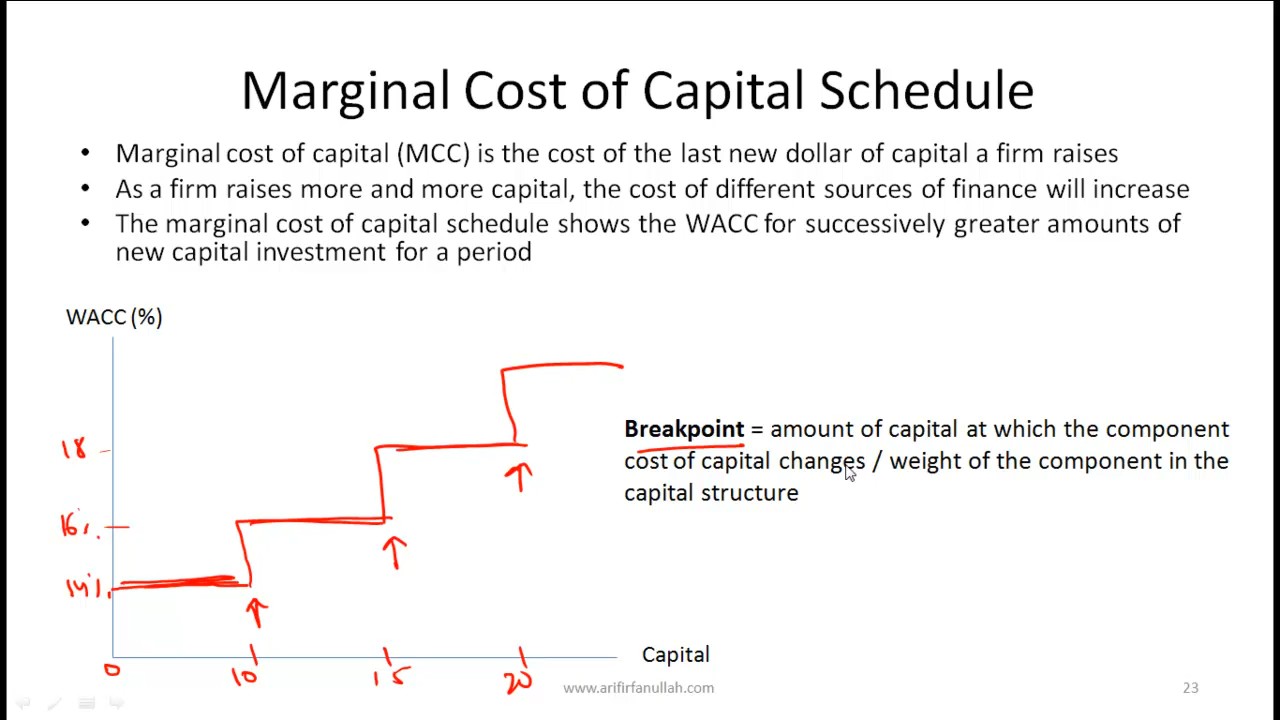 Marginal Cost of Capital Schedule
• Marginal cost of capital (MCC) is the cost of the last new dollar of capital a firm raises
• As a firm raises more and more capital, the cost of different sources of finance will increase
• The marginal cost of capital schedule shows the WACC for successively greater amounts of
new capital investment for a period
WACC (%)
Breakpoint = amount of capital at which the component
cost of capital changes / weight of the component in the
capital structure
18
16%.
14%.
Capital
0
10
15
20
www.arifirfanullah.com
23